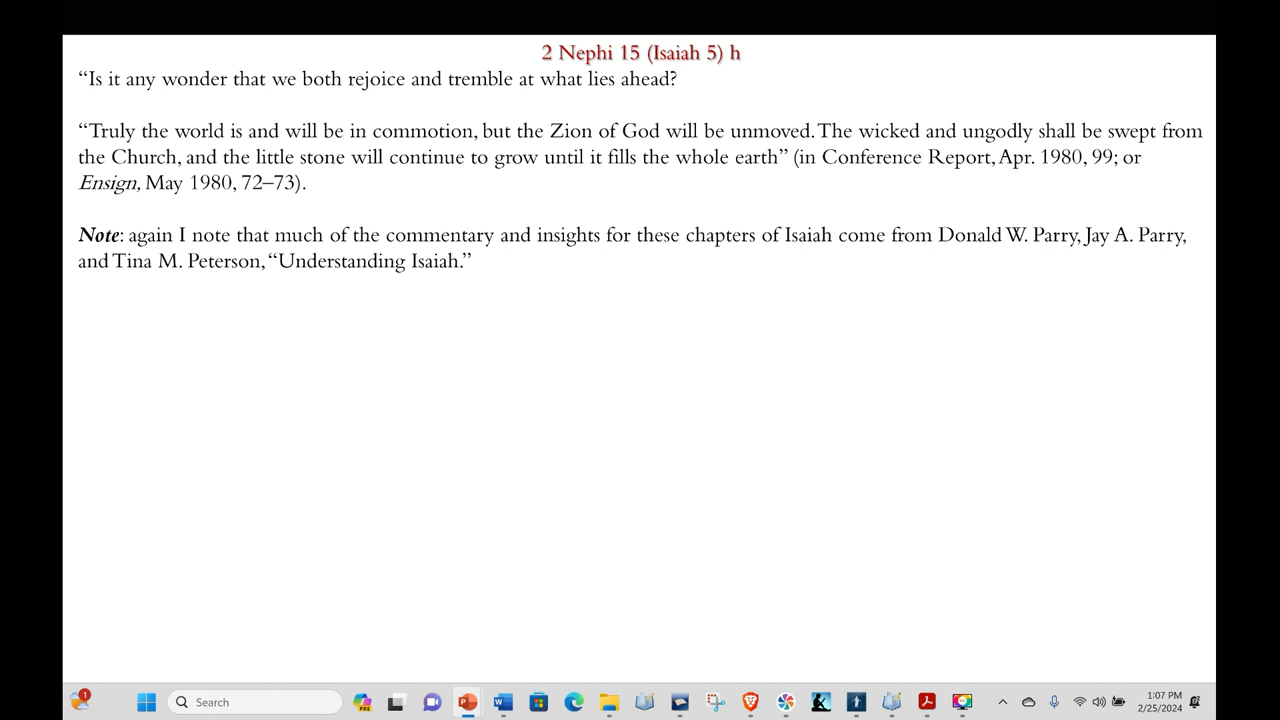 2 Nephi 15 (Isaiah 5) h
“Is it any wonder that we both rejoice and tremble at what lies ahead?
“Truly the world is and will be in commotion, but the Zion of God will be unmoved. The wicked and ungodly shall be swept from
the Church, and the little stone will continue to grow until it fills the whole earth” (in Conference Report, Apr. 1980, 99; or
Ensign, May 1980, 72–73).
Note: again I note that much of the commentary and insights for these chapters of Isaiah come from Donald W. Parry, Jay A. Parry,
and Tina M. Peterson, “Understanding Isaiah.”
1
Search
PRE
1:07 PM
2/25/2024